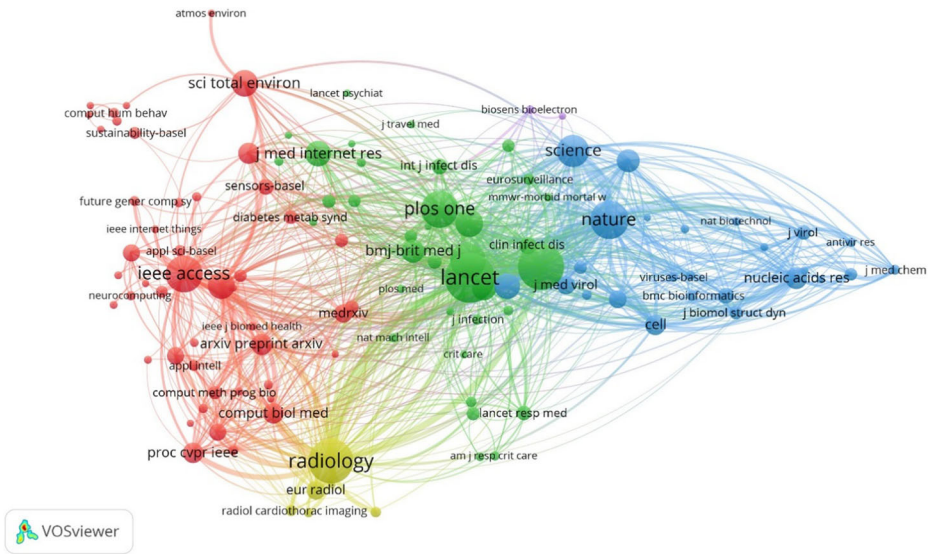 atmos environ
sci total environ
lancet psychiat
comput hum behav
biosens bioelectron
sustainability-basel
j travel med
j med internet res
science
int j infect dis
sensors-basel
eurosurveillance
mmwr-morbid mortal w
future gener comp sy
plos one
diabetes metab synd
nature
nat biotechnol
ieee internet things
j virol
antivir res
appl sci-basel
bmj-brit med j
clin infect dis
ieee access
lancet
j med chem
viruses-basel
nucleic acids res
j med virol
plos med
neurocomputing
bmc bioinformatics
medrxiv
j infection
j biomol struct dyn
cell
ieee j biomed health
nat mach intell
arxiv preprint arxiv
crit care
appl intell
comput meth prog bio
comput biol med
lancet resp med
proc cvpr ieee
am j resp crit care
radiology
eur radiol
radiol cardiothorac imaging
VOSviewer